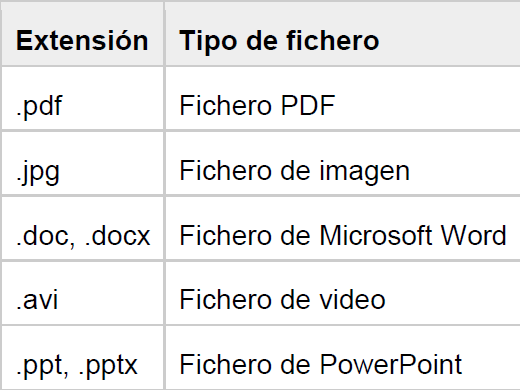 Extensión Tipo de fichero
.pdf Fichero PDF
.jpg Fichero de imagen
.doc, .docx Fichero de Microsoft Word
.avi Fichero de video
.ppt, .pptx Fichero de PowerPoint